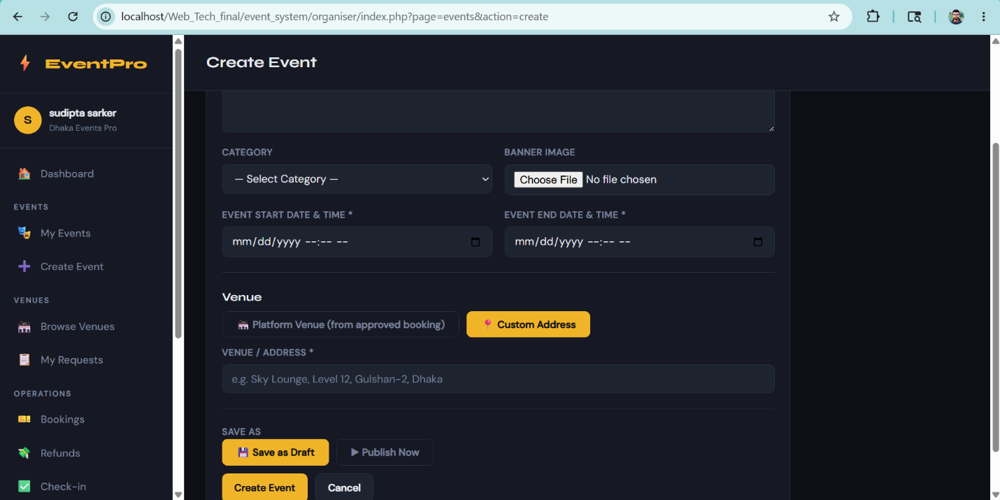 localhost/Web_Tech_final/event_system/organiser/index.php?page=events&action=create
EventPro
S
sudipta sarker
Dhaka Events Pro
Dashboard
EVENTS
My Events
Create Event
VENUES
Browse Venues
My Requests
OPERATIONS
Bookings
Refunds
Check-in
Create Event
CATEGORY
BANNER IMAGE
— Select Category —
Choose File No file chosen
EVENT START DATE & TIME *
EVENT END DATE & TIME *
mm/dd/yyyy --:-- --
mm/dd/yyyy --:-- --
Venue
Platform Venue (from approved booking)
Custom Address
VENUE / ADDRESS *
e.g. Sky Lounge, Level 12, Gulshan-2, Dhaka
SAVE AS
Save as Draft
Publish Now
Create Event
Cancel